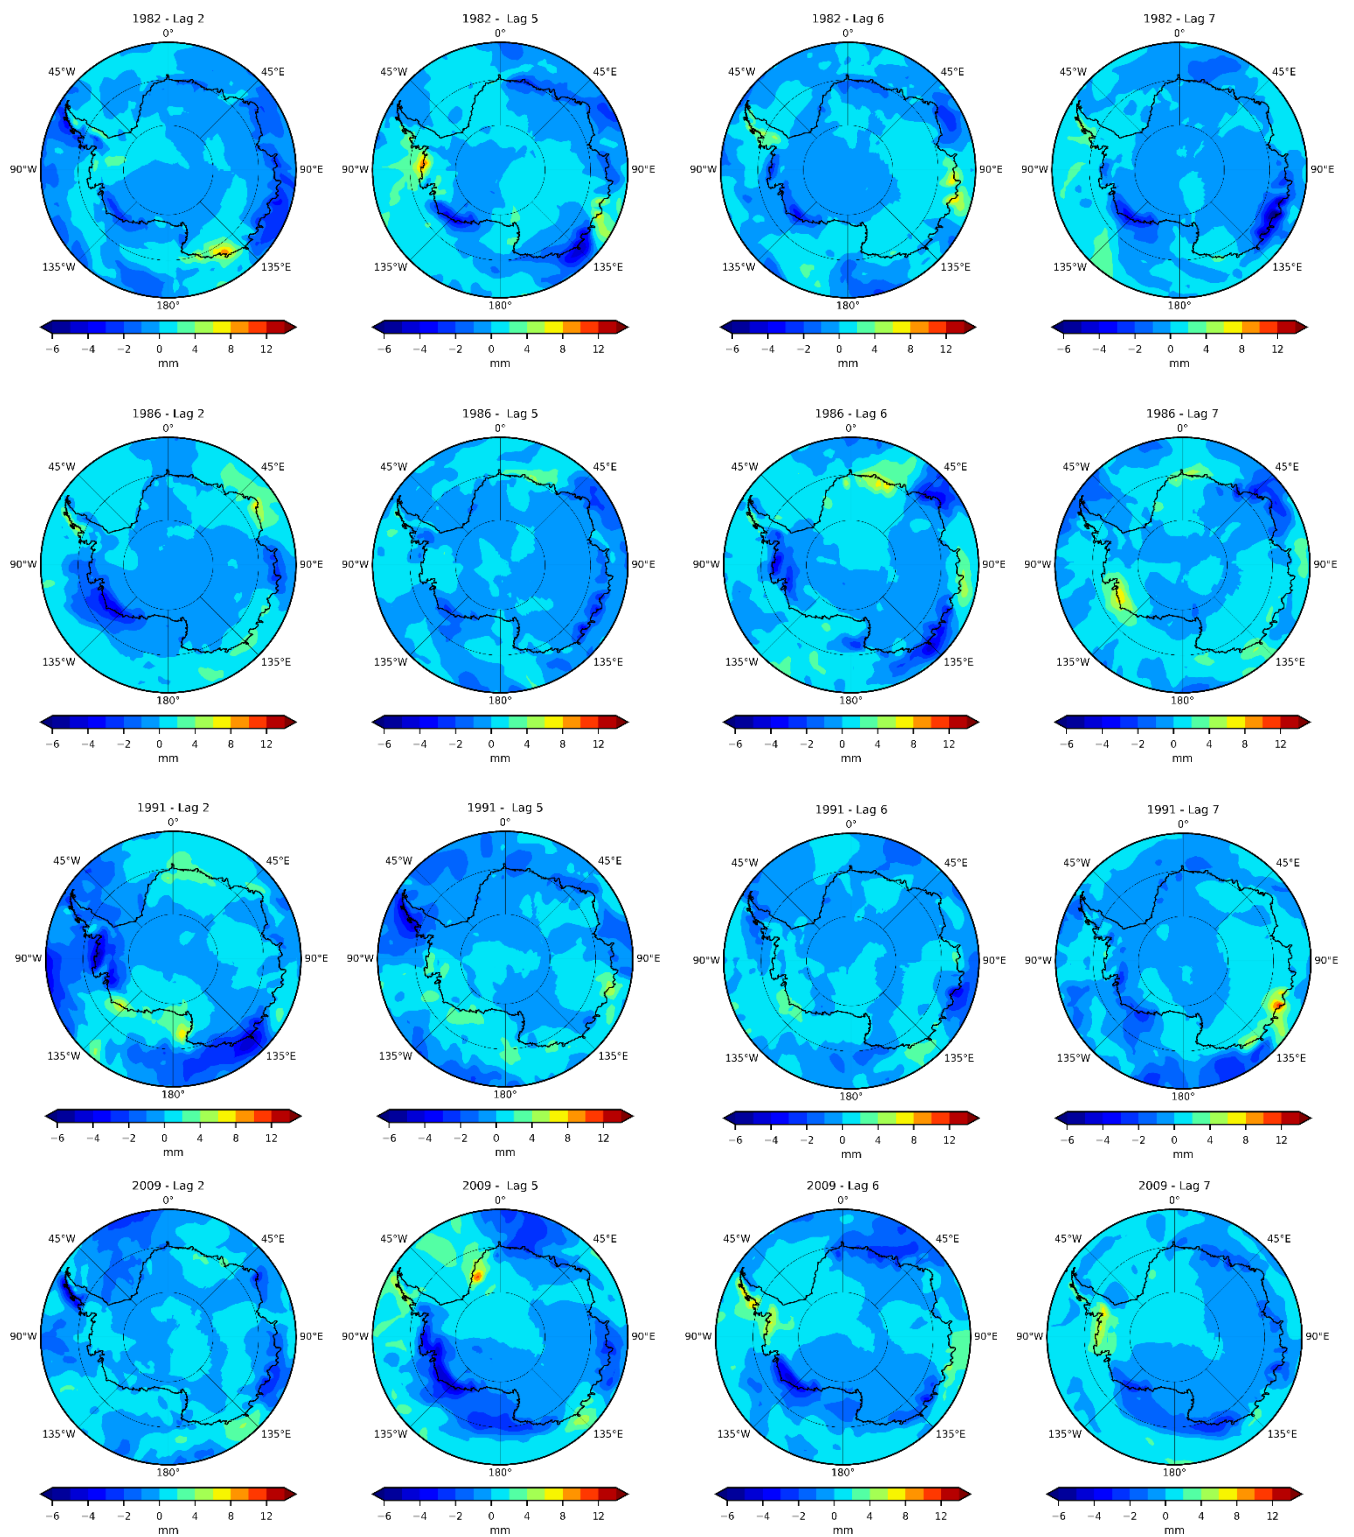 1982 - Lag 2
0°
45°W
45°E
90°W
90°E
135°W
135°E
180°
−6 −4 −2 0 4 8 12
mm
1982 - Lag 5
0°
45°W
45°E
90°W
90°E
135°W
135°E
180°
−6 −4 −2 0 4 8 12
mm
1982 - Lag 6
0°
45°W
45°E
90°W
90°E
135°W
135°E
180°
−6 −4 −2 0 4 8 12
mm
1982 - Lag 7
0°
45°W
45°E
90°W
90°E
135°W
135°E
180°
−6 −4 −2 0 4 8 12
mm
1986 - Lag 2
0°
45°W
45°E
90°W
90°E
135°W
135°E
180°
−6 −4 −2 0 4 8 12
mm
1986 - Lag 5
0°
45°W
45°E
90°W
90°E
135°W
135°E
180°
−6 −4 −2 0 4 8 12
mm
1986 - Lag 6
0°
45°W
45°E
90°W
90°E
135°W
135°E
180°
−6 −4 −2 0 4 8 12
mm
1986 - Lag 7
0°
45°W
45°E
90°W
90°E
135°W
135°E
180°
−6 −4 −2 0 4 8 12
mm
1991 - Lag 2
0°
45°W
45°E
90°W
90°E
135°W
135°E
180°
−6 −4 −2 0 4 8 12
mm
1991 - Lag 5
0°
45°W
45°E
90°W
90°E
135°W
135°E
180°
−6 −4 −2 0 4 8 12
mm
1991 - Lag 6
0°
45°W
45°E
90°W
90°E
135°W
135°E
180°
−6 −4 −2 0 4 8 12
mm
1991 - Lag 7
0°
45°W
45°E
90°W
90°E
135°W
135°E
180°
−6 −4 −2 0 4 8 12
mm
2009 - Lag 2
0°
45°W
45°E
90°W
90°E
135°W
135°E
180°
−6 −4 −2 0 4 8 12
mm
2009 - Lag 5
0°
45°W
45°E
90°W
90°E
135°W
135°E
180°
−6 −4 −2 0 4 8 12
mm
2009 - Lag 6
0°
45°W
45°E
90°W
90°E
135°W
135°E
180°
−6 −4 −2 0 4 8 12
mm
2009 - Lag 7
0°
45°W
45°E
90°W
90°E
135°W
135°E
180°
−6 −4 −2 0 4 8 12
mm